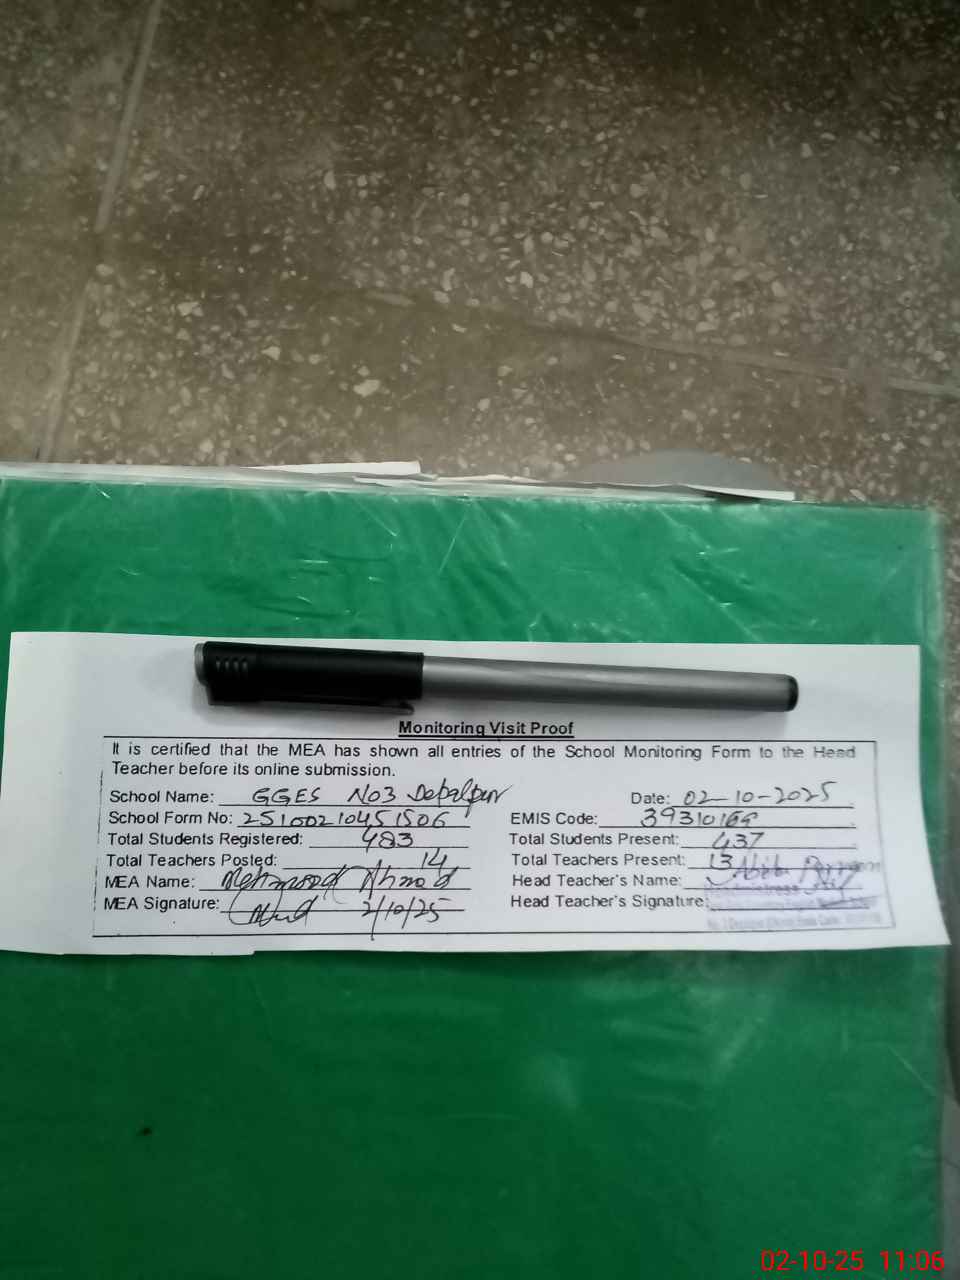 Monitoring Visit Proof
It is certified that the MEA has shown all entries of the School Monitoring Form to the Head
Teacher before its online submission.
School Name: GGES No3 Depalpur Date: 02-10-2025
School Form No: 25100210451506 EMIS Code: 39310169
Total Students Registered: 483 Total Students Present: 437
Total Teachers Posted: 14 Total Teachers Present: 13
MEA Name: Mehmood Ahmad Head Teacher's Name:
MEA Signature: 2/10/25 Head Teacher's Signature:
02-10-25 11:06